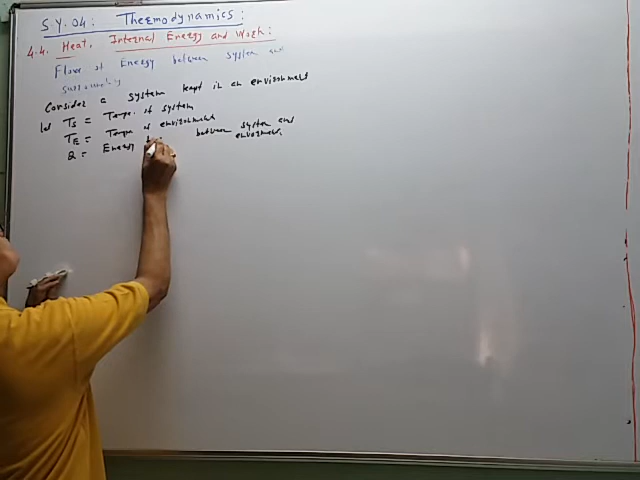 S.Y. 04: Thermodynamics:
4.4. Heat, Internal Energy and Work:
Flow of Energy between system and
Consider a system kept in an environment
let Ts = Temp. of system
TE = Temp. of environment
Q = Energy between system and
environment.